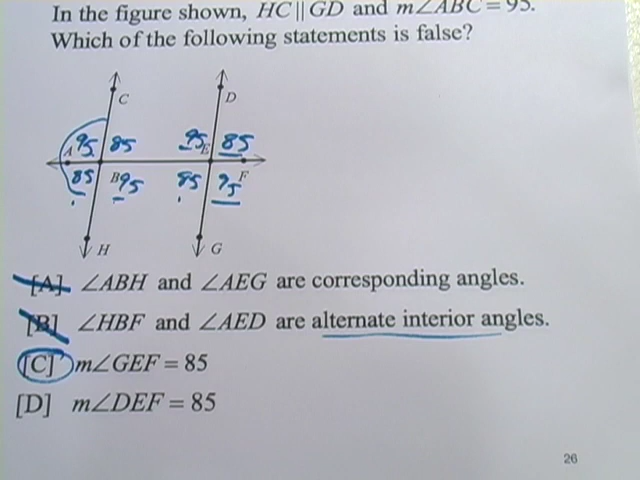 In the figure shown, HC || GD and m∠ABC = 95.
Which of the following statements is false?
C
D
A 95 85
95 E 85
85 B 95
85 95 F
H
G
[A] ∠ABH and ∠AEG are corresponding angles.
[B] ∠HBF and ∠AED are alternate interior angles.
[C] m∠GEF = 85
[D] m∠DEF = 85
26